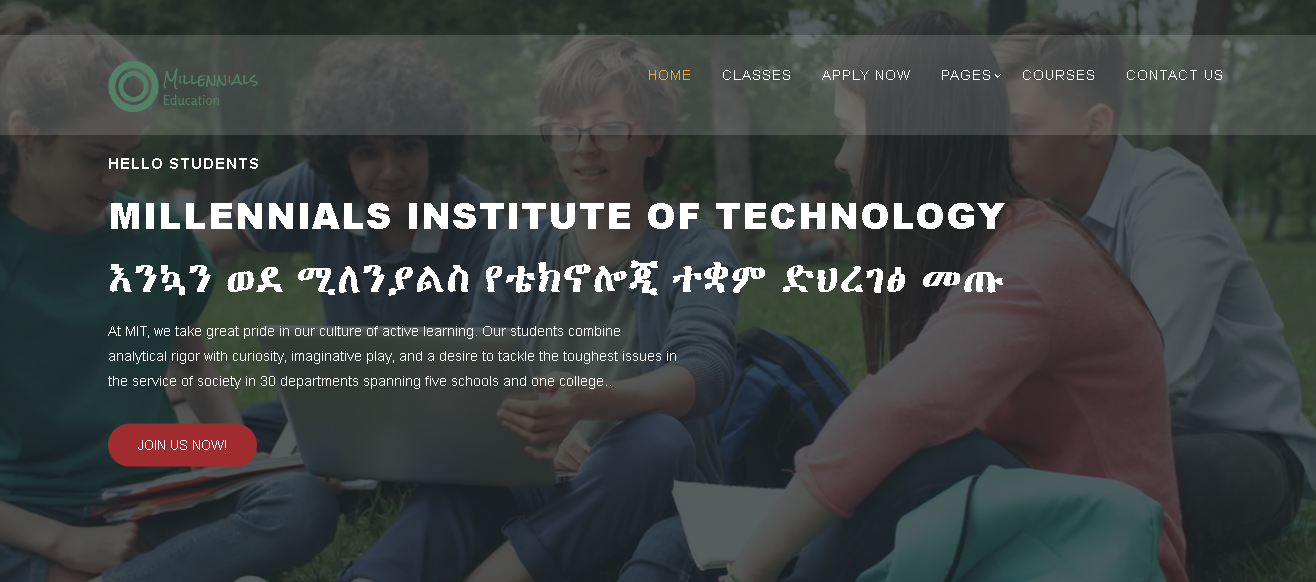 Millennials
Education
HOME CLASSES APPLY NOW PAGES COURSES CONTACT US
HELLO STUDENTS
MILLENNIALS INSTITUTE OF TECHNOLOGY
እንኳን ወደ ሚለንያልስ የቴክኖሎጂ ተቋም ድህረገፅ መጡ
At MIT, we take great pride in our culture of active learning. Our students combine
analytical rigor with curiosity, imaginative play, and a desire to tackle the toughest issues in
the service of society in 30 departments spanning five schools and one college..
JOIN US NOW!